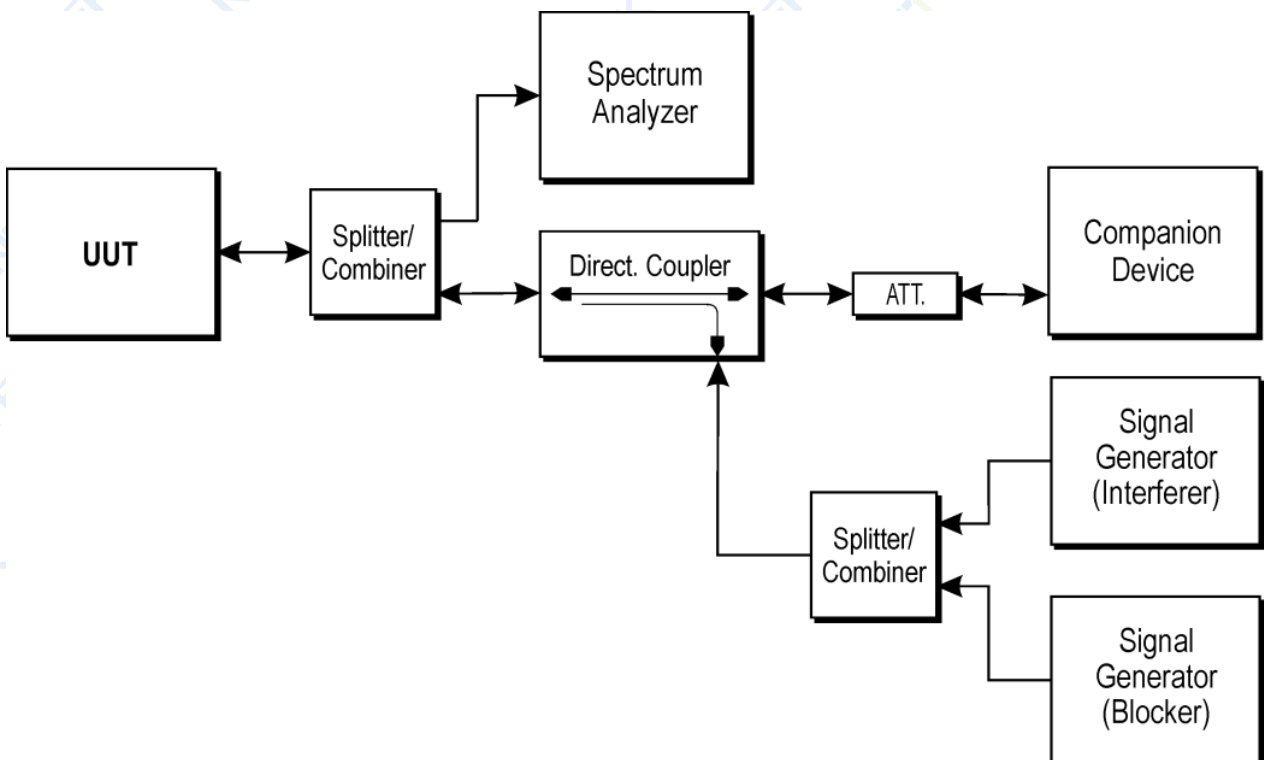 Spectrum
Analyzer
UUT
Splitter/
Combiner
Direct. Coupler
ATT.
Companion
Device
Signal
Generator
(Interferer)
Splitter/
Combiner
Signal
Generator
(Blocker)